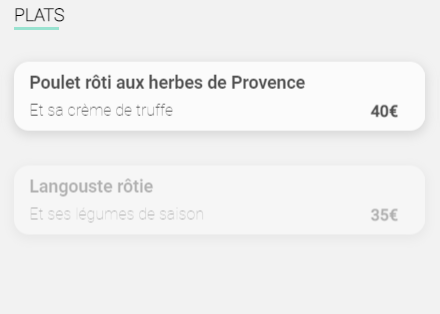 PLATS
Poulet rôti aux herbes de Provence
Et sa crème de truffe
40€
Langouste rôtie
Et ses légumes de saison
35€